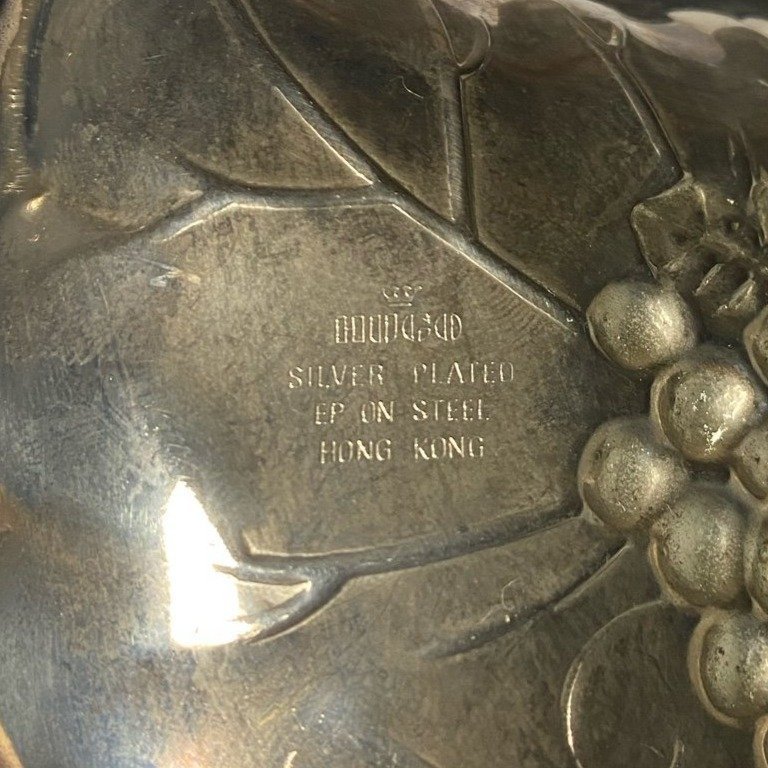 SILVER PLATED
EP ON STEEL
HONG KONG